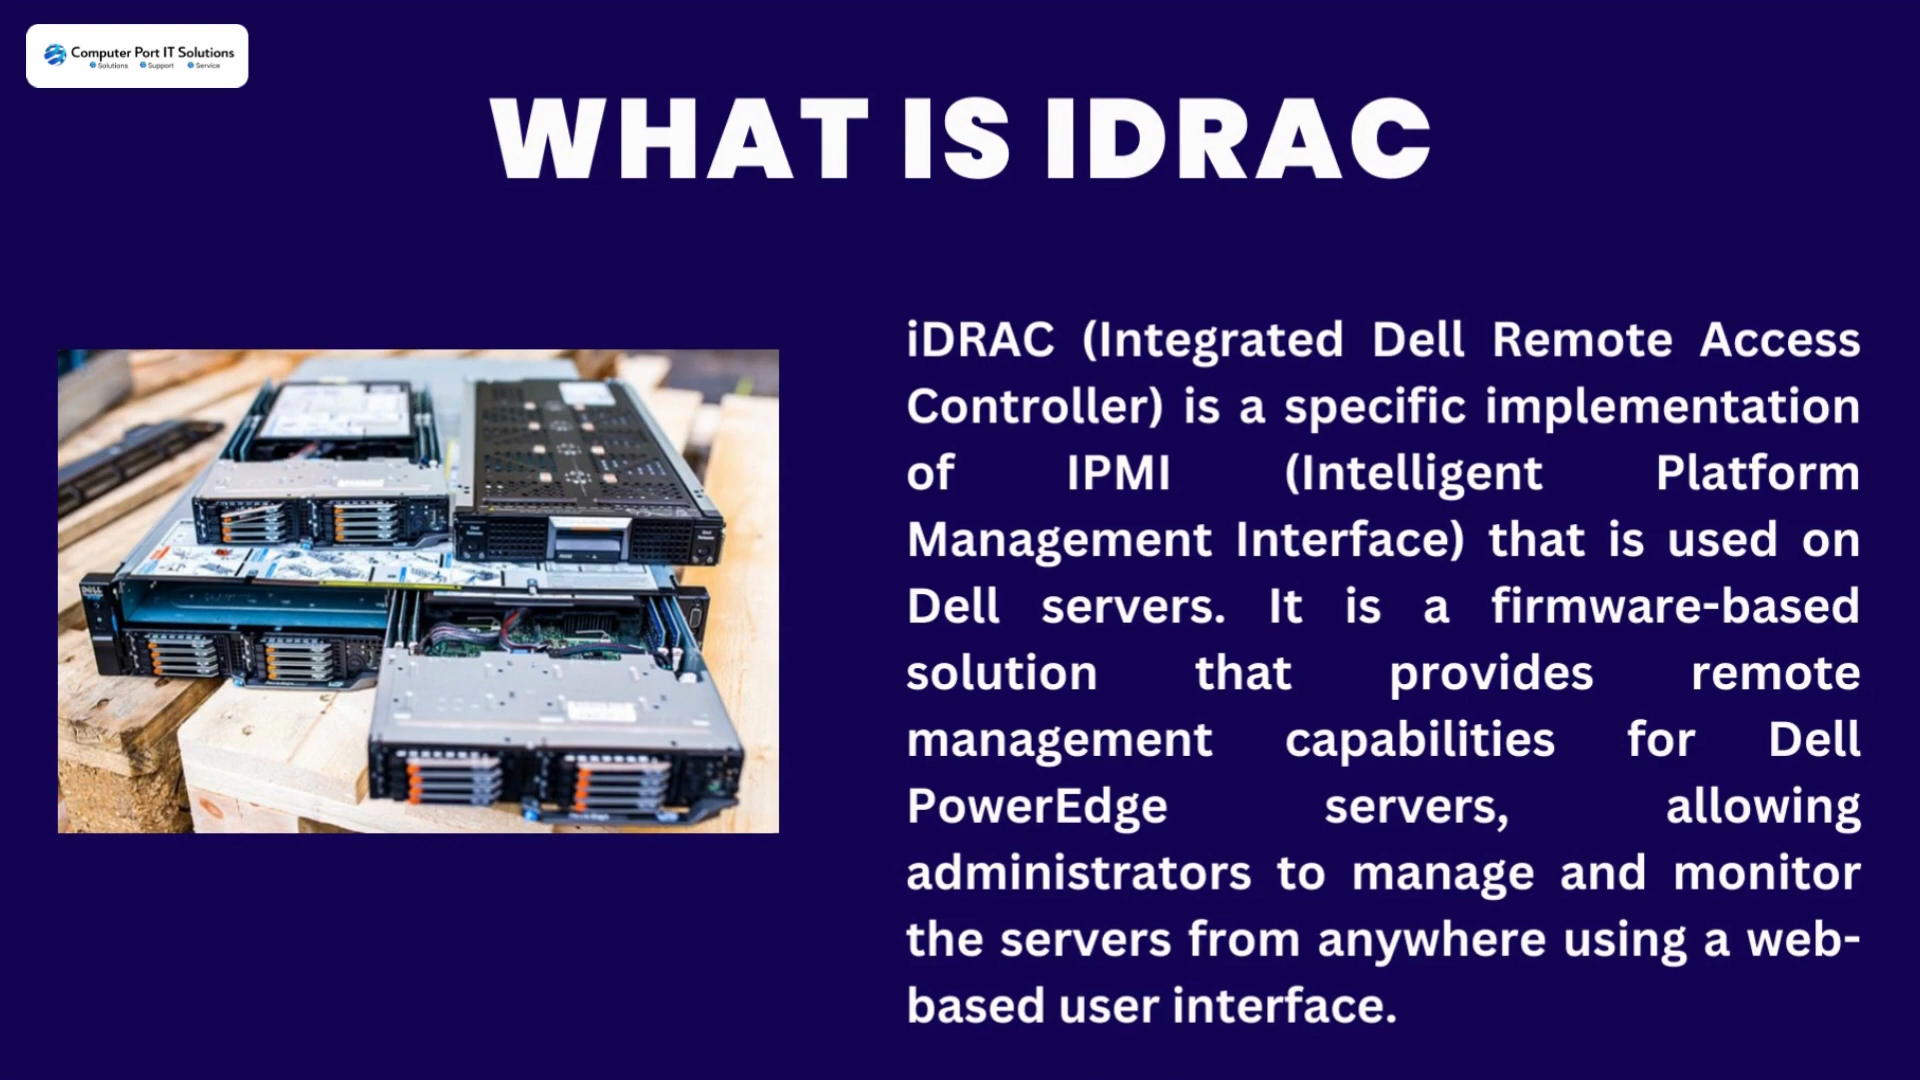 Computer Port IT Solutions
Solutions Support Service
WHAT IS IDRAC
iDRAC (Integrated Dell Remote Access
Controller) is a specific implementation
of IPMI (Intelligent Platform
Management Interface) that is used on
Dell servers. It is a firmware-based
solution that provides remote
management capabilities for Dell
PowerEdge servers, allowing
administrators to manage and monitor
the servers from anywhere using a web-
based user interface.
DELL